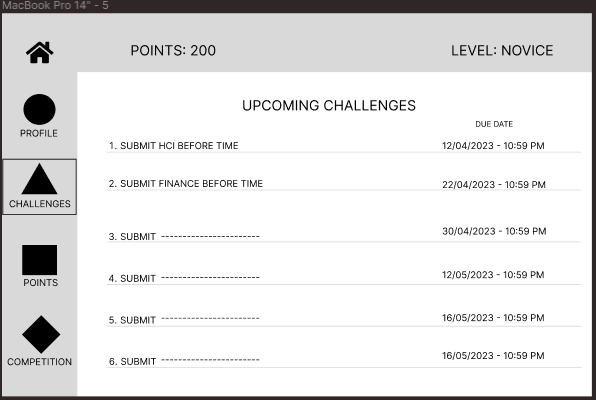 MacBook Pro 14" - 5
POINTS: 200 LEVEL: NOVICE
PROFILE
CHALLENGES
POINTS
COMPETITION
UPCOMING CHALLENGES
DUE DATE
1. SUBMIT HCI BEFORE TIME 12/04/2023 - 10:59 PM
2. SUBMIT FINANCE BEFORE TIME 22/04/2023 - 10:59 PM
3. SUBMIT ----------------------- 30/04/2023 - 10:59 PM
4. SUBMIT ----------------------- 12/05/2023 - 10:59 PM
5. SUBMIT ----------------------- 16/05/2023 - 10:59 PM
6. SUBMIT ----------------------- 16/05/2023 - 10:59 PM